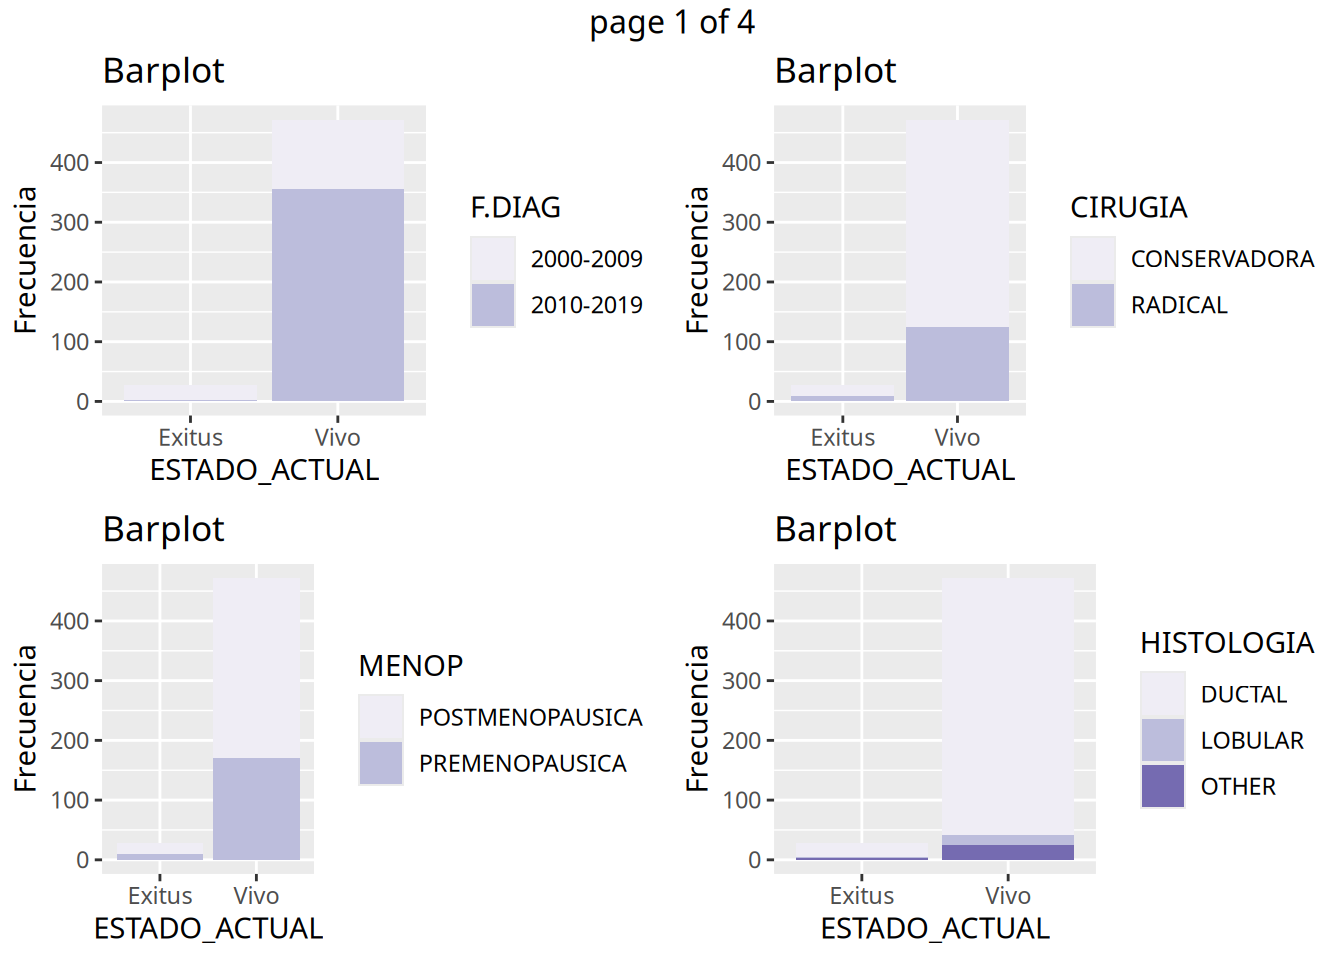 page 1 of 4
Barplot
Frecuencia
400
300
200
100
0
Exitus Vivo
ESTADO_ACTUAL
F.DIAG
2000-2009
2010-2019
Barplot
Frecuencia
400
300
200
100
0
Exitus Vivo
ESTADO_ACTUAL
CIRUGIA
CONSERVADORA
RADICAL
Barplot
Frecuencia
400
300
200
100
0
Exitus Vivo
ESTADO_ACTUAL
MENOP
POSTMENOPAUSICA
PREMENOPAUSICA
Barplot
Frecuencia
400
300
200
100
0
Exitus Vivo
ESTADO_ACTUAL
HISTOLOGIA
DUCTAL
LOBULAR
OTHER